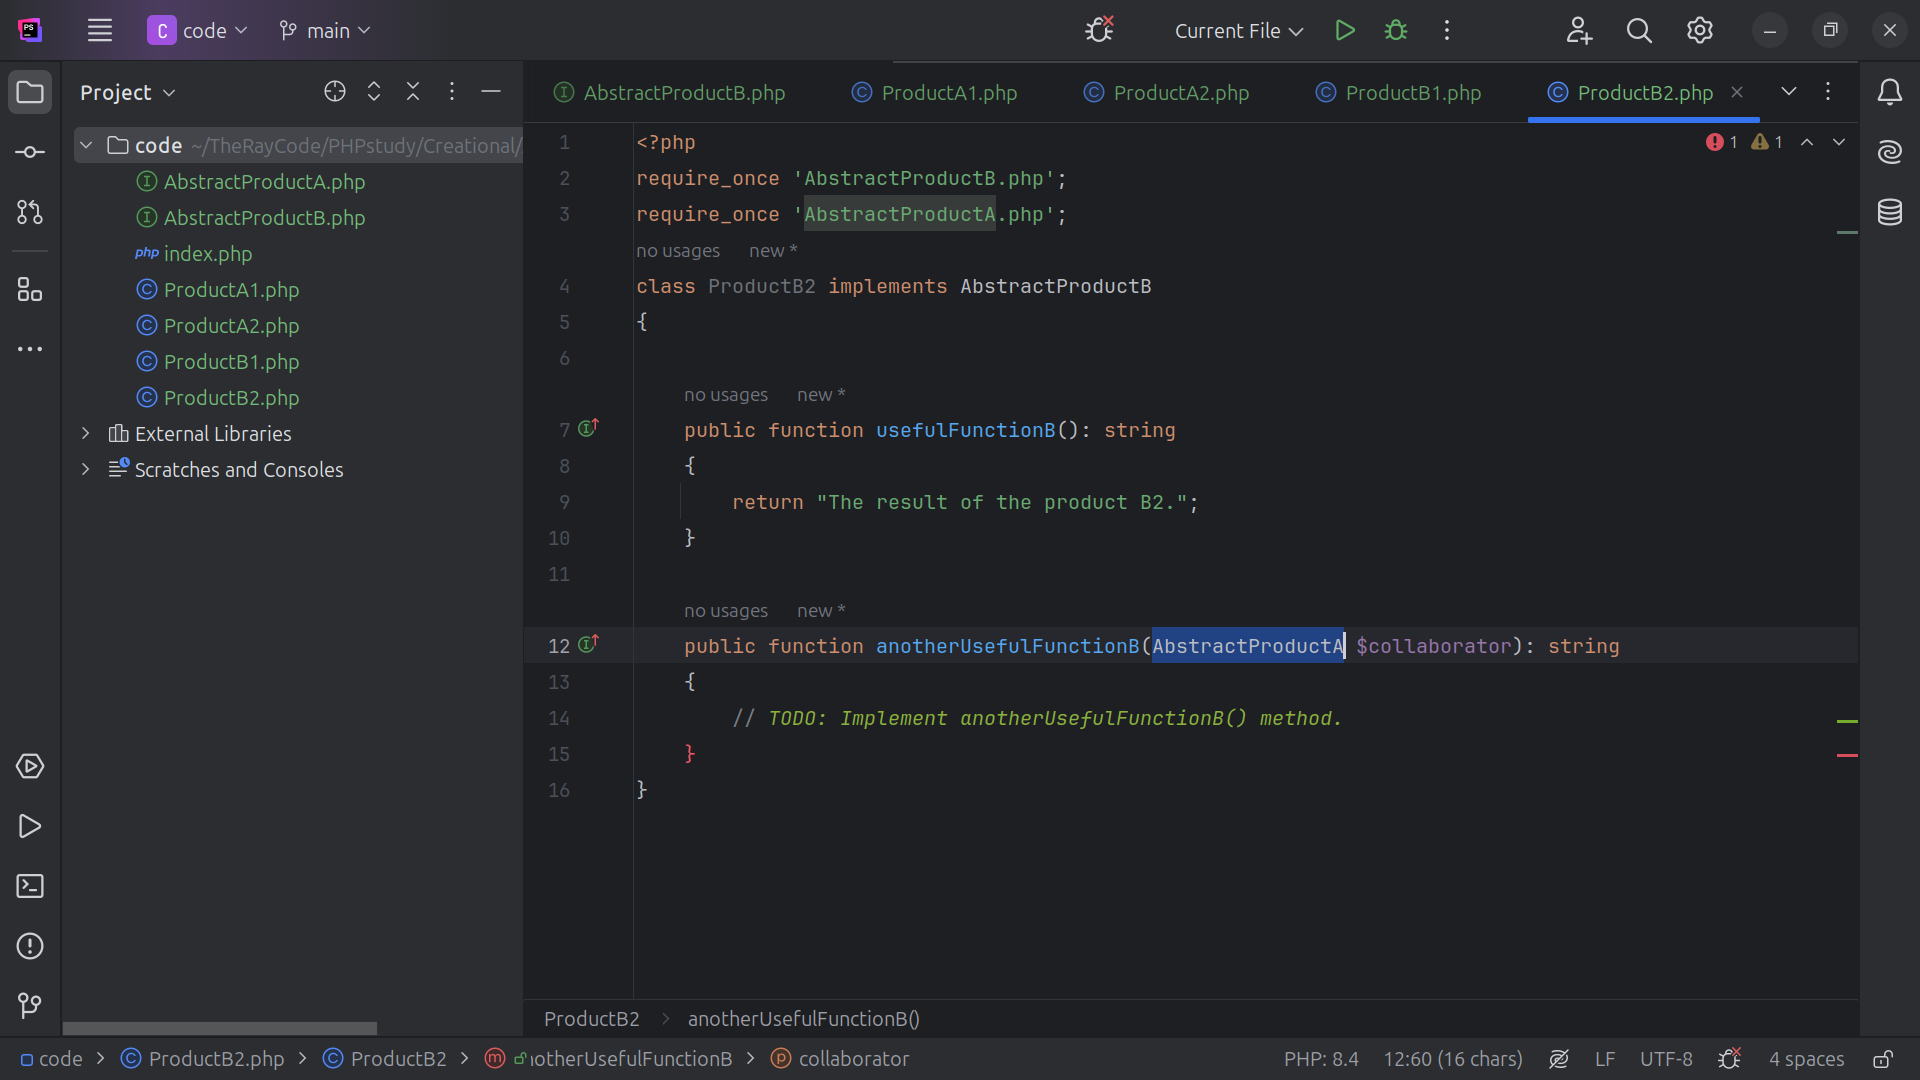 PS
C code main
Current File
Project
AbstractProductB.php ProductA1.php ProductA2.php ProductB1.php ProductB2.php
code ~/TheRayCode/PHPstudy/Creational/
AbstractProductA.php
AbstractProductB.php
php index.php
ProductA1.php
ProductA2.php
ProductB1.php
ProductB2.php
External Libraries
Scratches and Consoles
1 <?php
2 require_once 'AbstractProductB.php';
3 require_once 'AbstractProductA.php';
no usages new *
4 class ProductB2 implements AbstractProductB
5 {
6
no usages new *
7 public function usefulFunctionB(): string
8 {
9 return "The result of the product B2.";
10 }
11
no usages new *
12 public function anotherUsefulFunctionB(AbstractProductA $collaborator): string
13 {
14 // TODO: Implement anotherUsefulFunctionB() method.
15 }
16 }
1 1
ProductB2 > anotherUsefulFunctionB()
code > ProductB2.php > ProductB2 > notherUsefulFunctionB > collaborator
PHP: 8.4 12:60 (16 chars) LF UTF-8 4 spaces